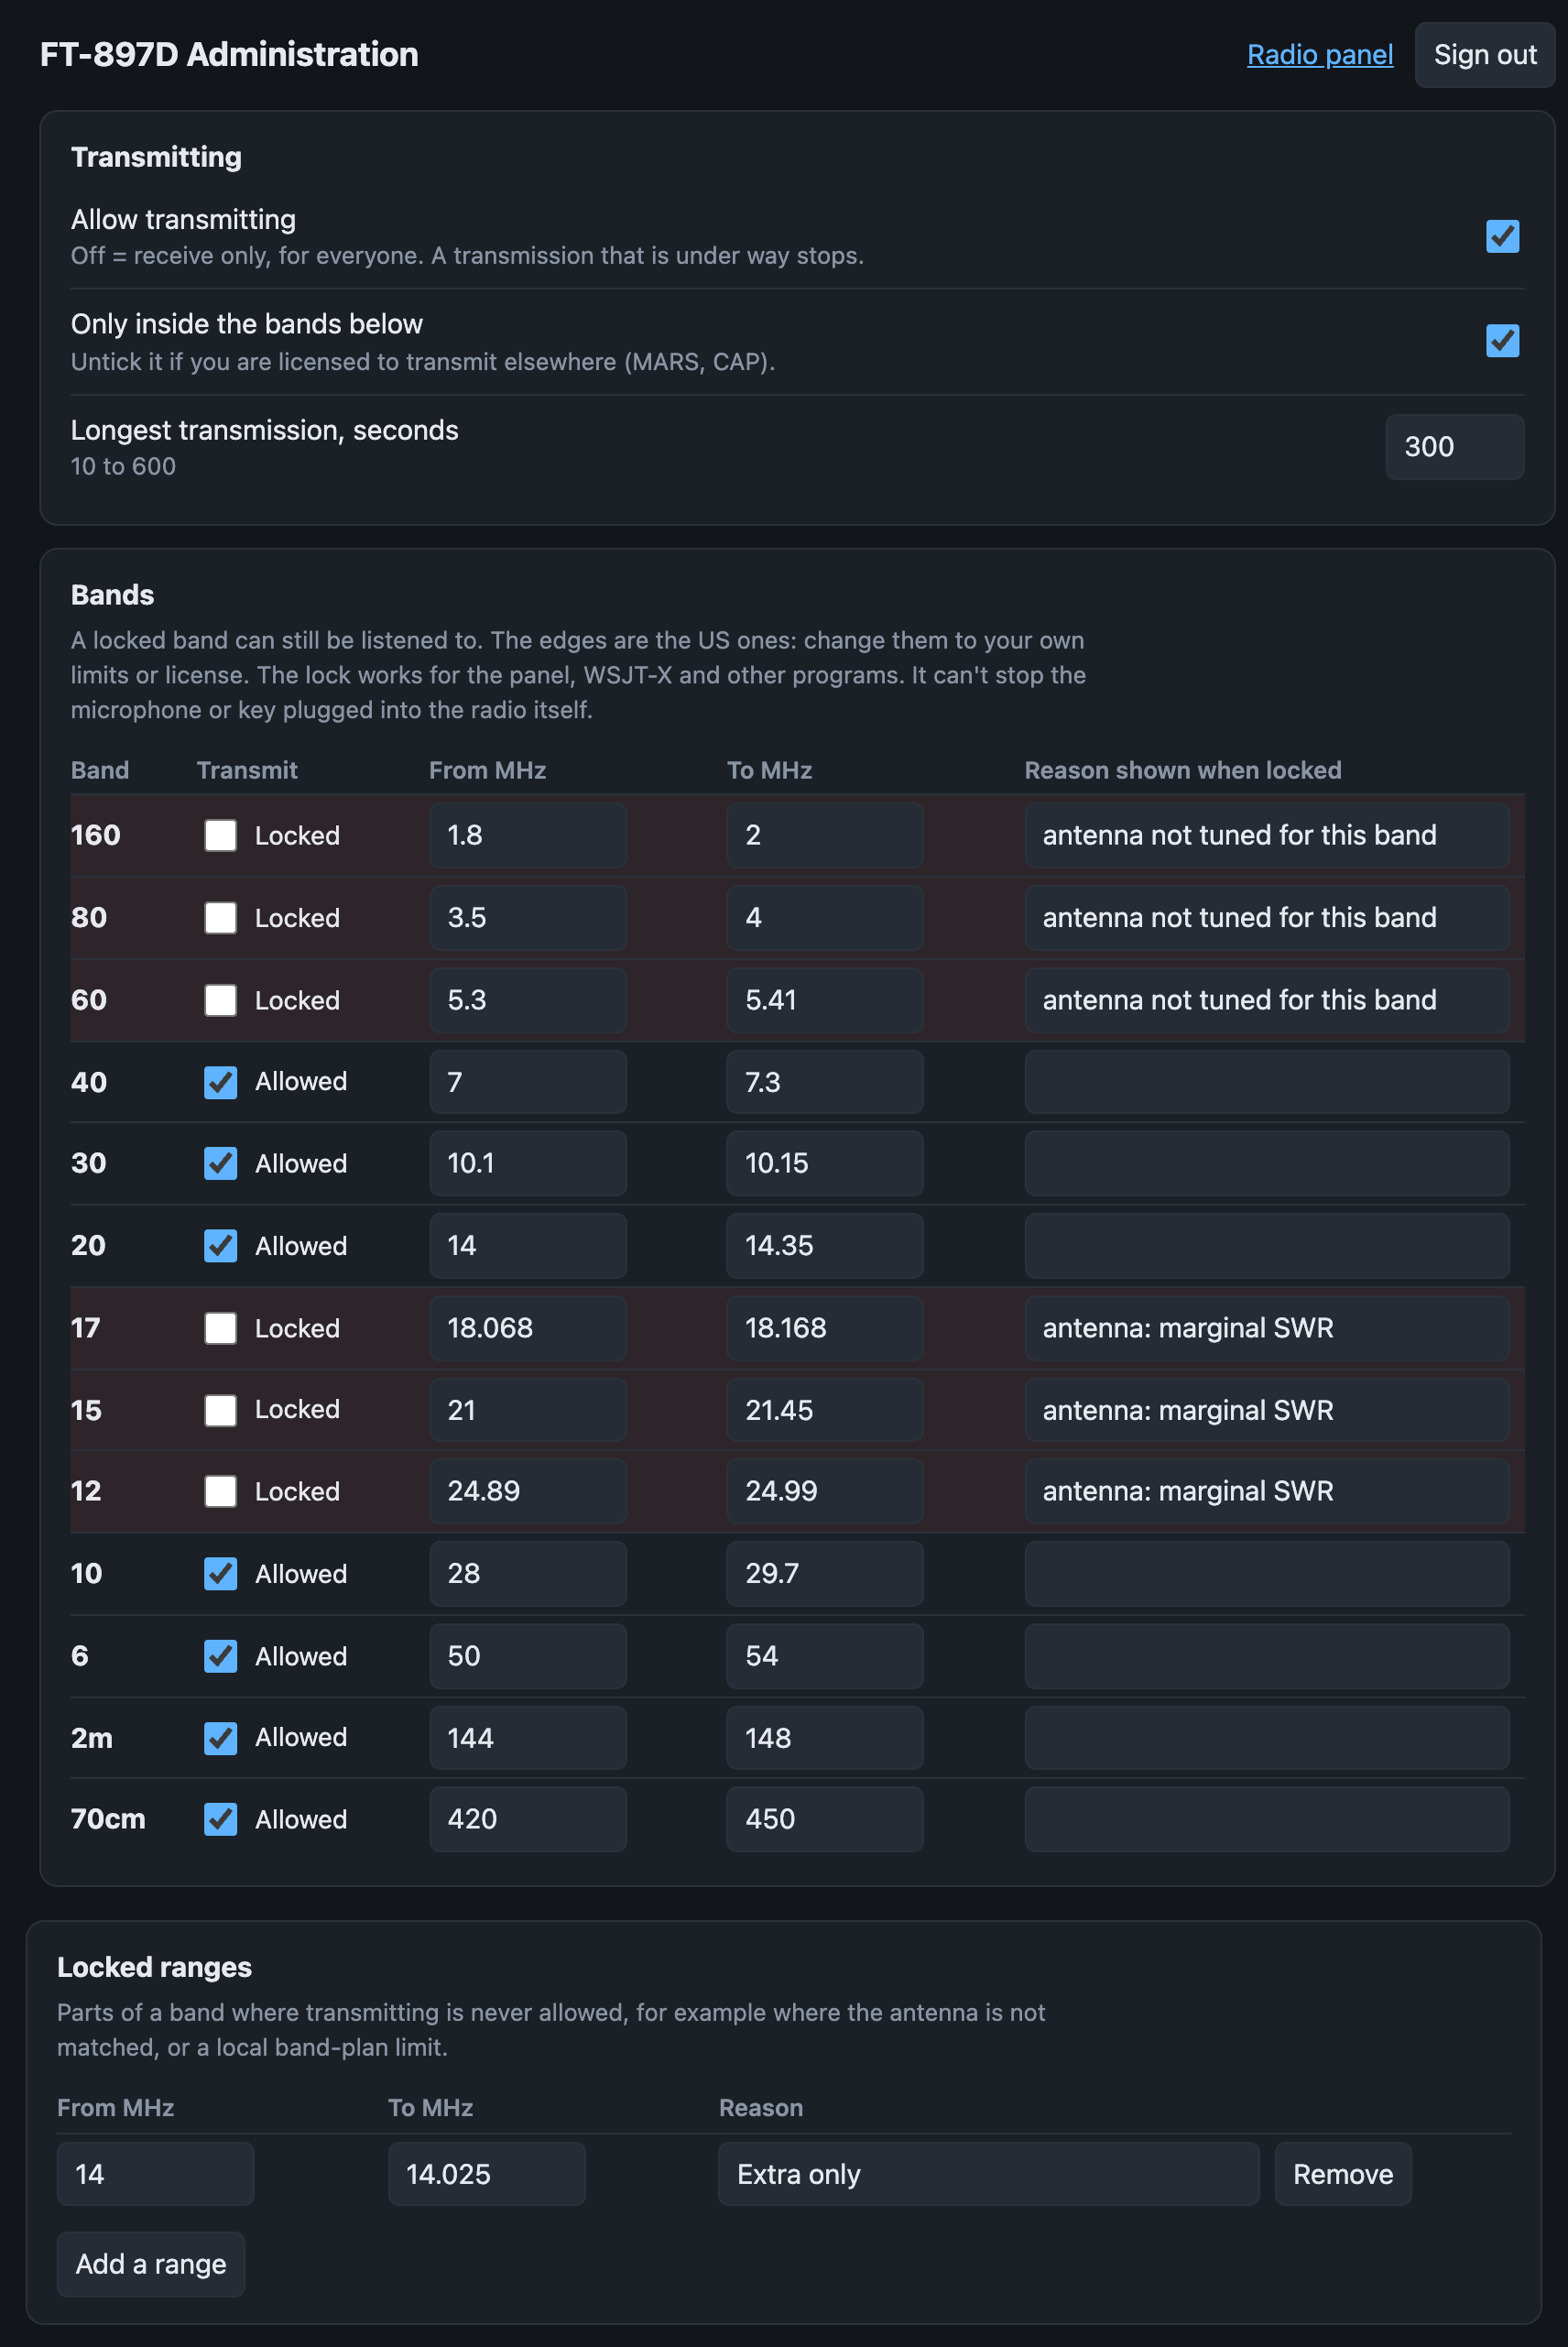 FT-897D Administration
Radio panel
Sign out
Transmitting
Allow transmitting
Off = receive only, for everyone. A transmission that is under way stops.
Only inside the bands below
Untick it if you are licensed to transmit elsewhere (MARS, CAP).
Longest transmission, seconds
300
10 to 600
Bands
A locked band can still be listened to. The edges are the US ones: change them to your own
limits or license. The lock works for the panel, WSJT-X and other programs. It can't stop the
microphone or key plugged into the radio itself.
Band Transmit From MHz To MHz Reason shown when locked
160 Locked 1.8 2 antenna not tuned for this band
80 Locked 3.5 4 antenna not tuned for this band
60 Locked 5.3 5.41 antenna not tuned for this band
40 Allowed 7 7.3
30 Allowed 10.1 10.15
20 Allowed 14 14.35
17 Locked 18.068 18.168 antenna: marginal SWR
15 Locked 21 21.45 antenna: marginal SWR
12 Locked 24.89 24.99 antenna: marginal SWR
10 Allowed 28 29.7
6 Allowed 50 54
2m Allowed 144 148
70cm Allowed 420 450
Locked ranges
Parts of a band where transmitting is never allowed, for example where the antenna is not
matched, or a local band-plan limit.
From MHz To MHz Reason
14 14.025 Extra only Remove
Add a range